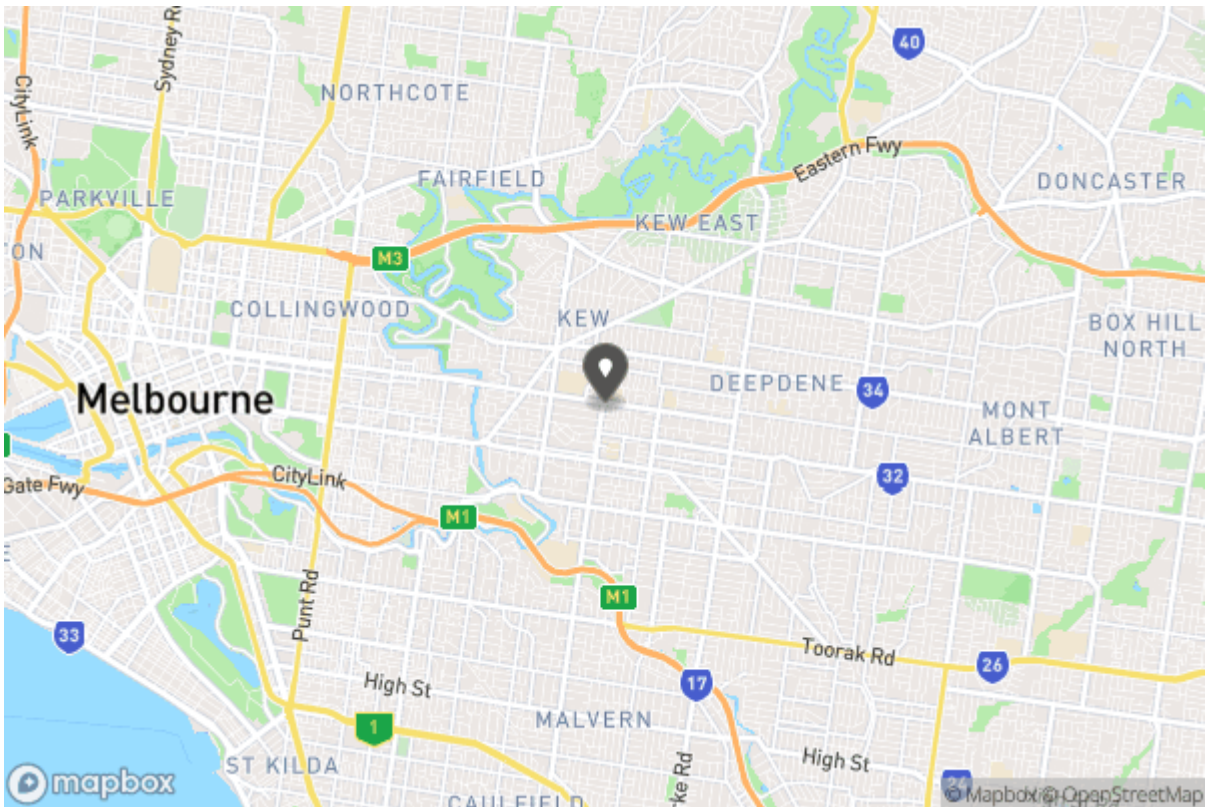 40
Sydney R
CityLink
NORTHCOTE
Eastern Fwy
FAIRFIELD
DONCASTER
PARKVILLE
KEW EAST
TON
M3
COLLINGWOOD
KEW
BOX HILL
NORTH
DEEPDENE
34
Melbourne
MONT
ALBERT
CityLink
32
Gate Fwy
M1
M1
Punt Rd
33
Toorak Rd
26
High St
17
MALVERN
1
High St
ST KILDA
rke Rd
mapbox
CAULFIELD
© Mapbox © OpenStreetMap